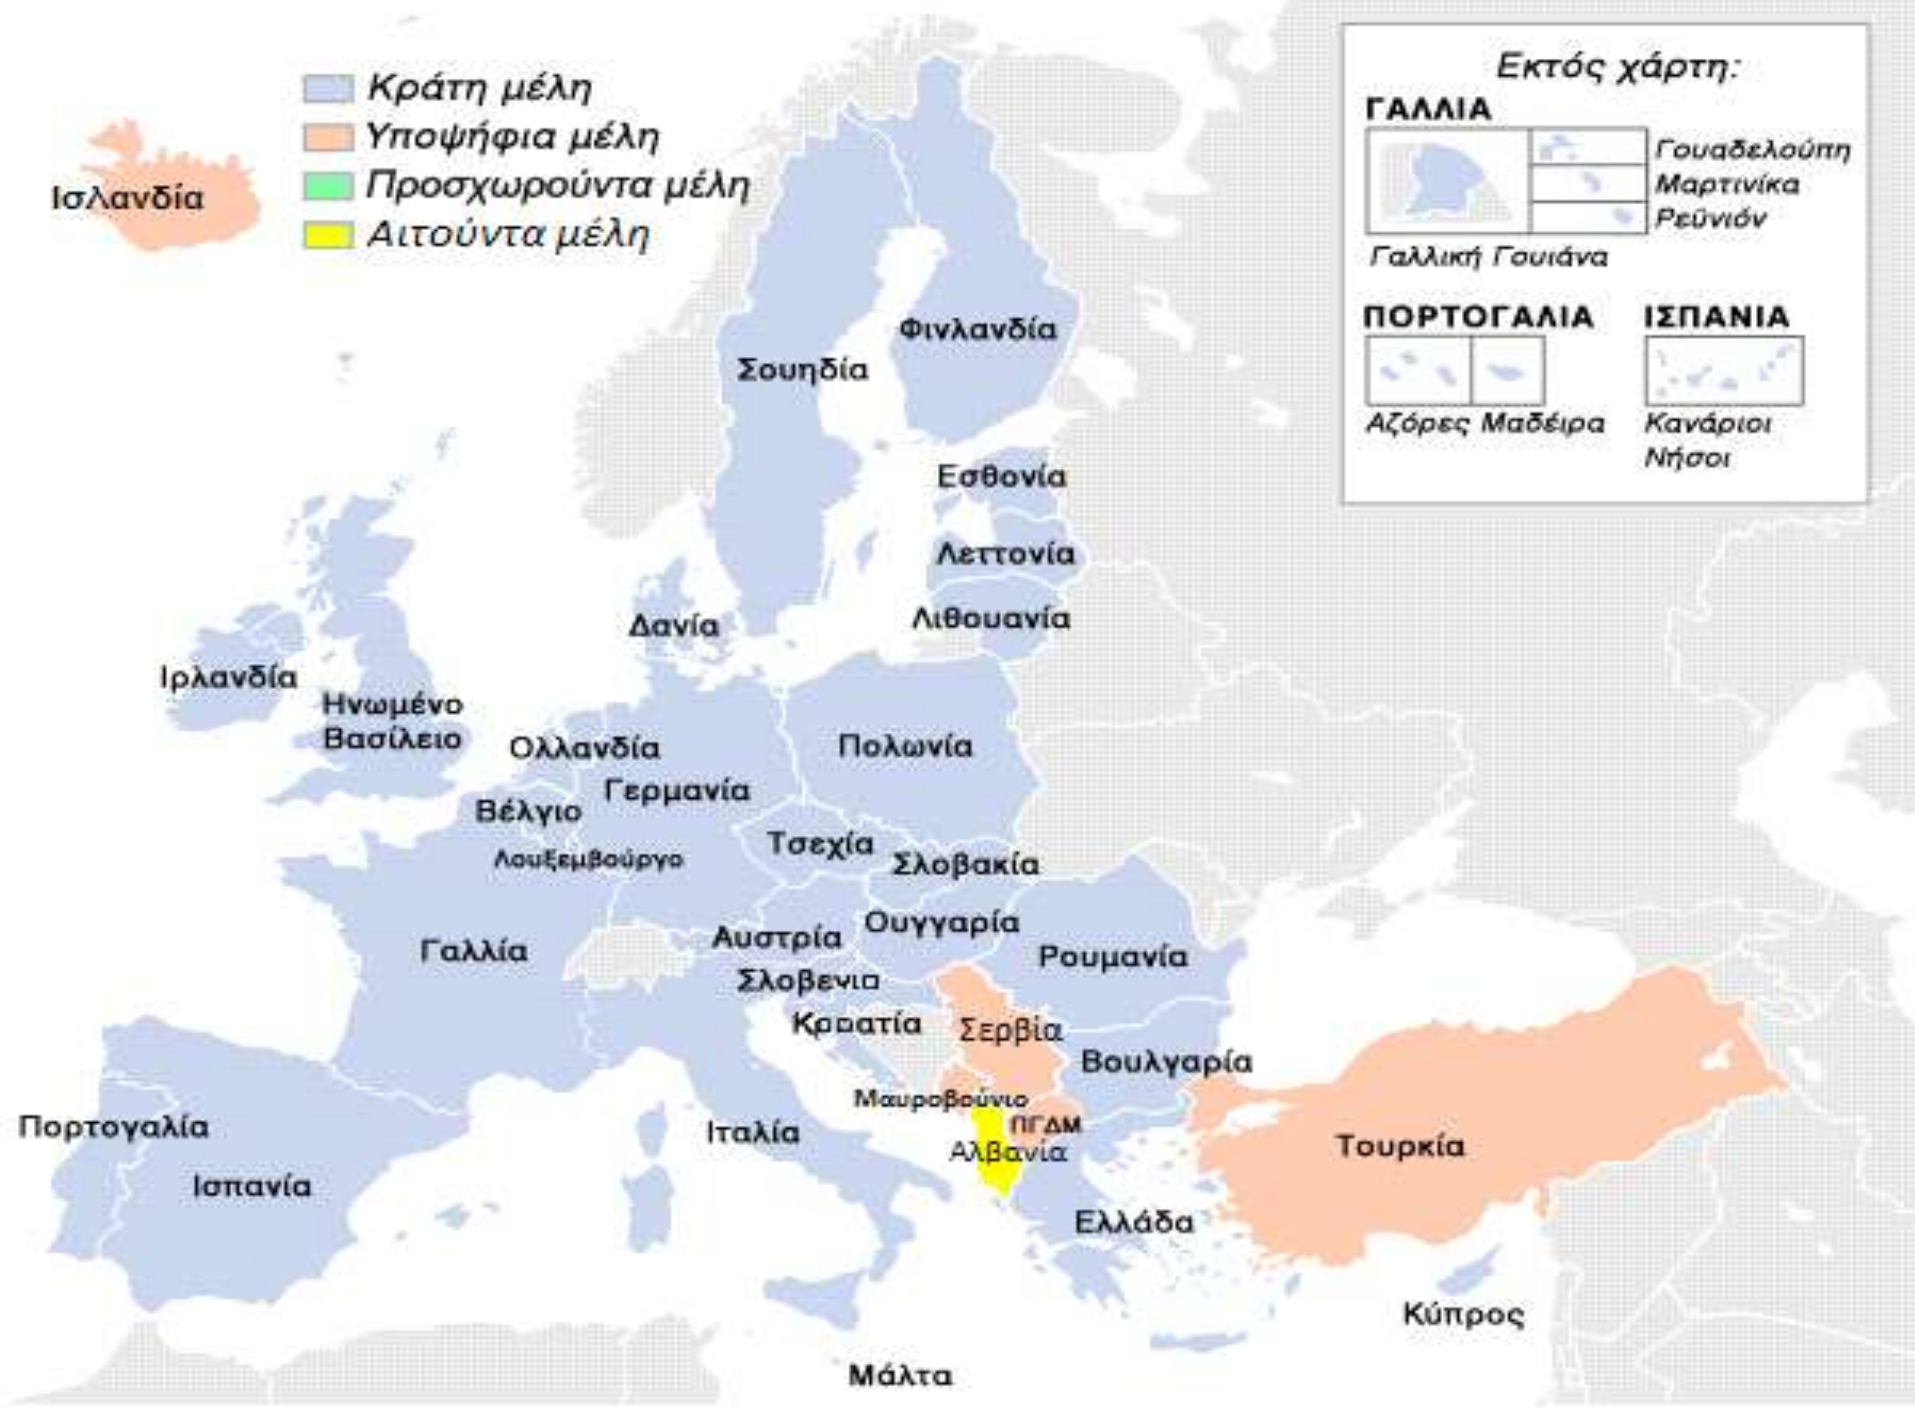 Κράτη μέλη
Υποψήφια μέλη
Προσχωρούντα μέλη
Αιτούντα μέλη
Ισλανδία
Εκτός χάρτη:
ΓΑΛΛΙΑ
Γουαδελούπη
Μαρτινίκα
Ρεϋνιόν
Γαλλική Γουιάνα
ΠΟΡΤΟΓΑΛΙΑ
ΙΣΠΑΝΙΑ
Αζόρες
Μαδέιρα
Κανάριοι
Νήσοι
Φινλανδία
Σουηδία
Εσθονία
Λεττονία
Λιθουανία
Δανία
Ιρλανδία
Ηνωμένο
Βασίλειο
Ολλανδία
Πολωνία
Γερμανία
Βέλγιο
Τσεχία
Λουξεμβούργο
Σλοβακία
Ουγγαρία
Αυστρία
Γαλλία
Ρουμανία
Σλοβενια
Κροατία
Σερβία
Βουλγαρία
Μαυροβούνιο
ΠΓΔΜ
Πορτογαλία
Ιταλία
Αλβανία
Τουρκία
Ισπανία
Ελλάδα
Κύπρος
Μάλτα